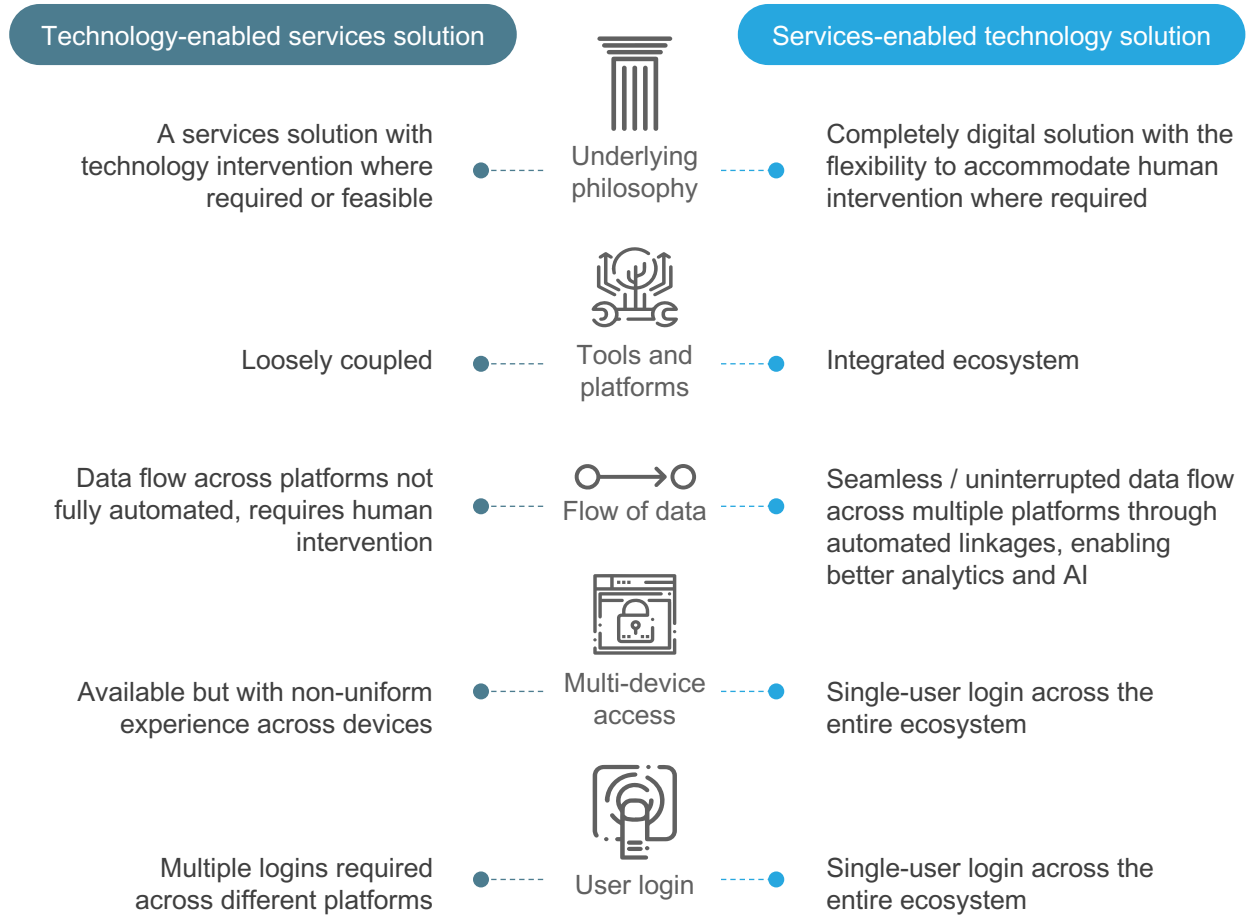 Technology-enabled services solution
Services-enabled technology solution
A services solution with
technology intervention where
required or feasible
Underlying
philosophy
Completely digital solution with the
flexibility to accommodate human
intervention where required
Loosely coupled
Tools and
platforms
Integrated ecosystem
Data flow across platforms not
fully automated, requires human
intervention
Flow of data
Seamless / uninterrupted data flow
across multiple platforms through
automated linkages, enabling
better analytics and AI
Available but with non-uniform
experience across devices
Multi-device
access
Single-user login across the
entire ecosystem
Multiple logins required
across different platforms
User login
Single-user login across the
entire ecosystem